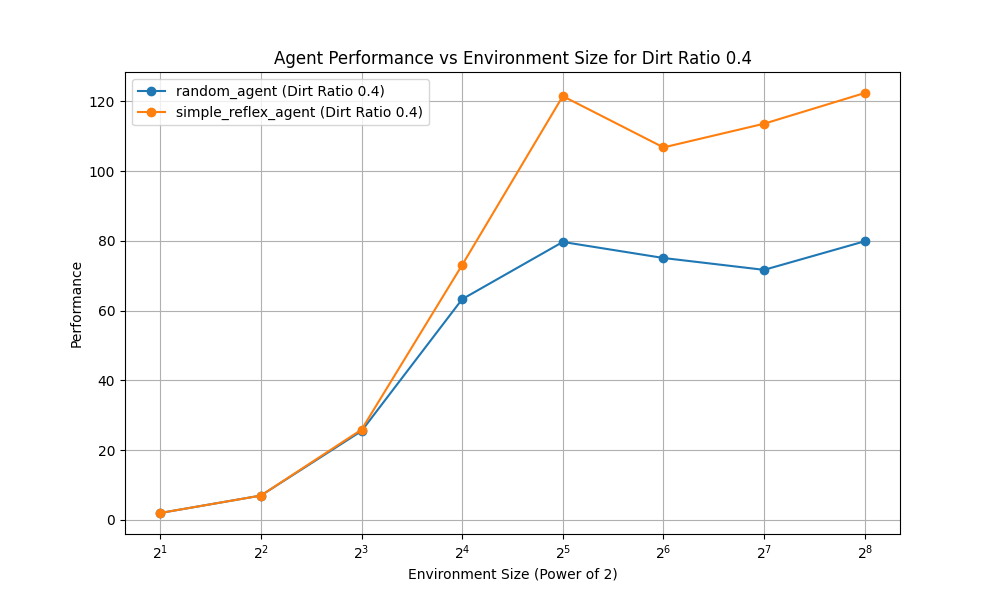 Agent Performance vs Environment Size for Dirt Ratio 0.4
random_agent (Dirt Ratio 0.4)
simple_reflex_agent (Dirt Ratio 0.4)
120
100
80
60
40
20
0
Performance
2¹ 2² 2³ 2⁴ 2⁵ 2⁶ 2⁷ 2⁸
Environment Size (Power of 2)